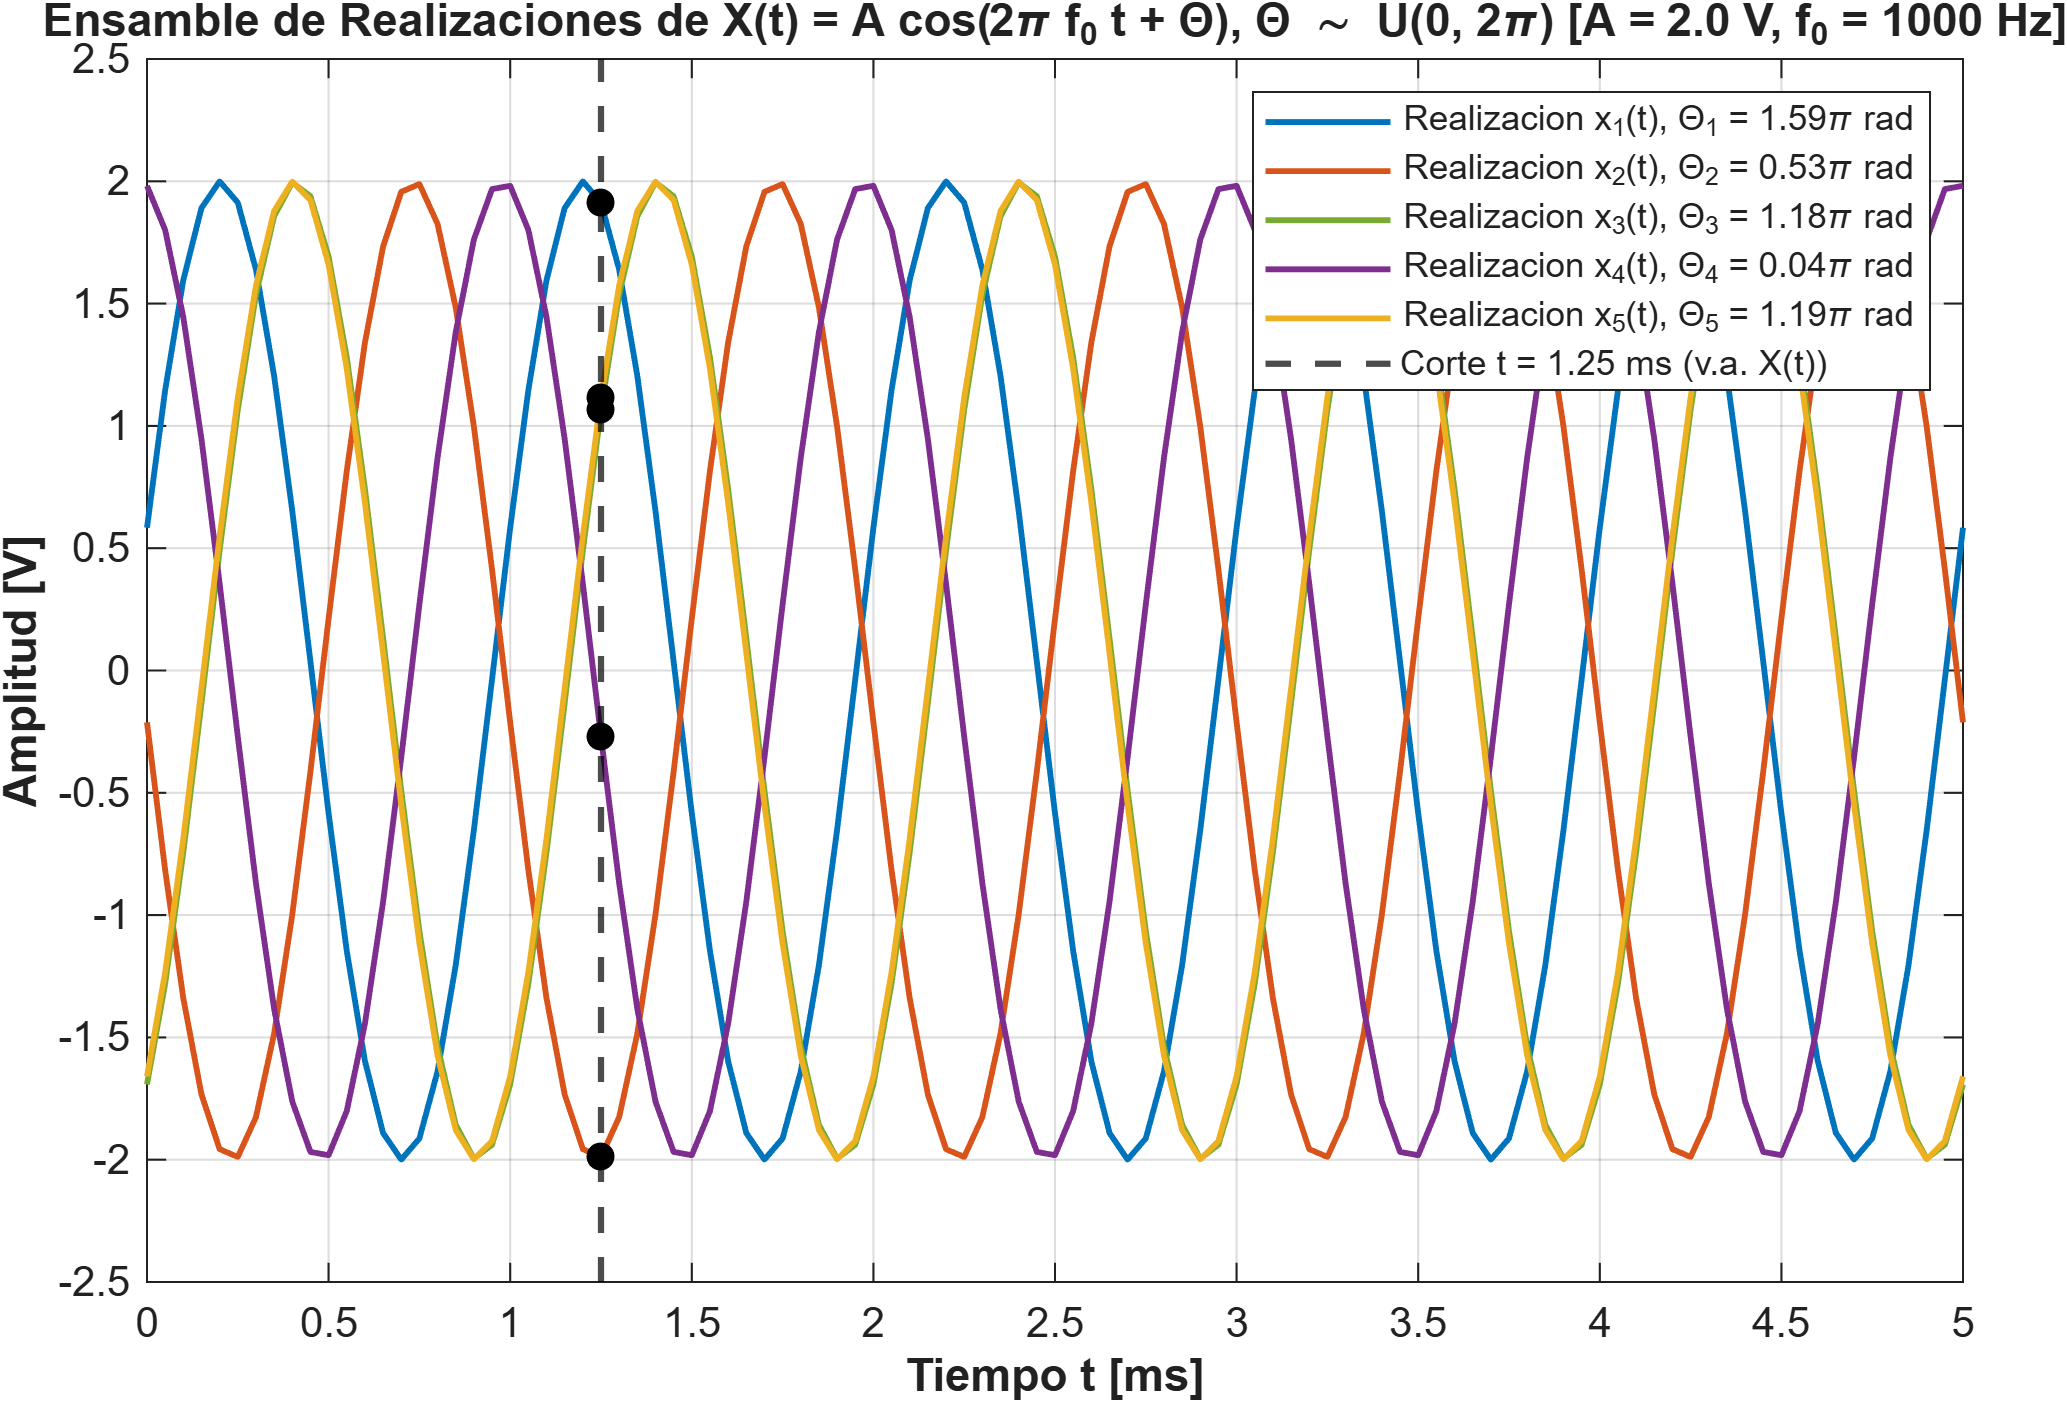 Ensamble de Realizaciones de X(t) = A cos(2π f₀ t + Θ), Θ ∼ U(0, 2π) [A = 2.0 V, f₀ = 1000 Hz]
2.5
2
1.5
1
0.5
0
-0.5
-1
-1.5
-2
-2.5
Amplitud [V]
Realizacion x₁(t), Θ₁ = 1.59π rad
Realizacion x₂(t), Θ₂ = 0.53π rad
Realizacion x₃(t), Θ₃ = 1.18π rad
Realizacion x₄(t), Θ₄ = 0.04π rad
Realizacion x₅(t), Θ₅ = 1.19π rad
Corte t = 1.25 ms (v.a. X(t))
0 0.5 1 1.5 2 2.5 3 3.5 4 4.5 5
Tiempo t [ms]